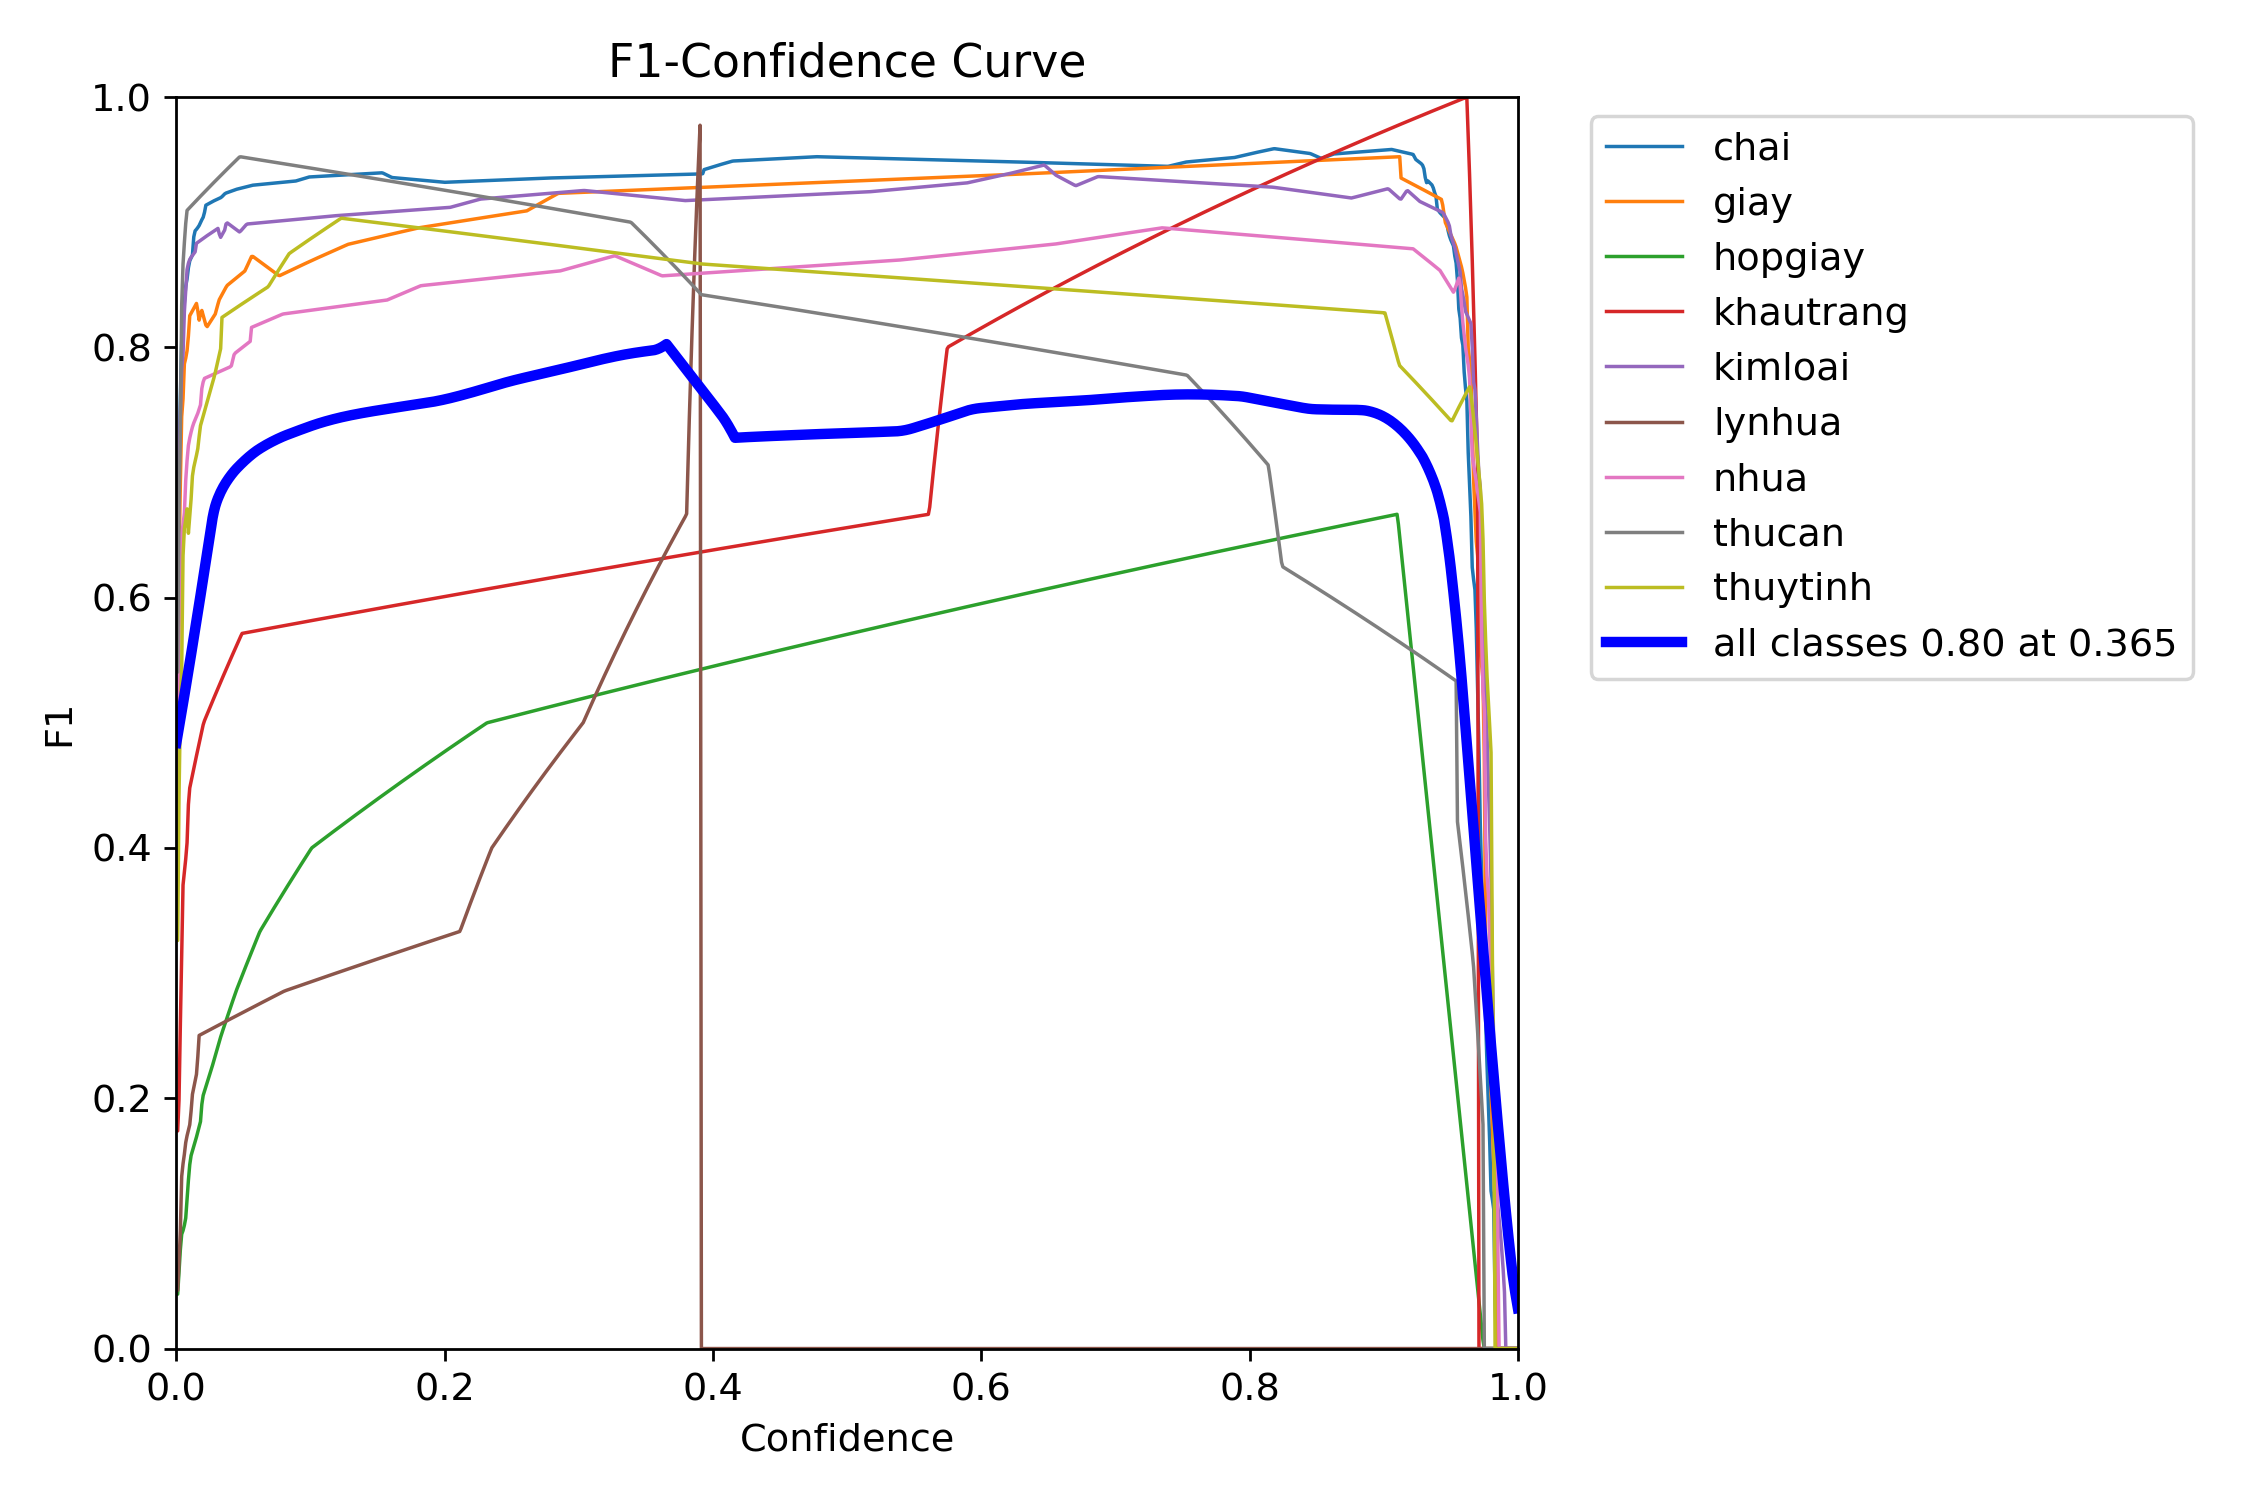 F1-Confidence Curve
1.0
0.8
0.6
0.4
0.2
0.0
F1
0.0 0.2 0.4 0.6 0.8 1.0
Confidence
chai
giay
hopgiay
khautrang
kimloai
lynhua
nhua
thucan
thuytinh
all classes 0.80 at 0.365